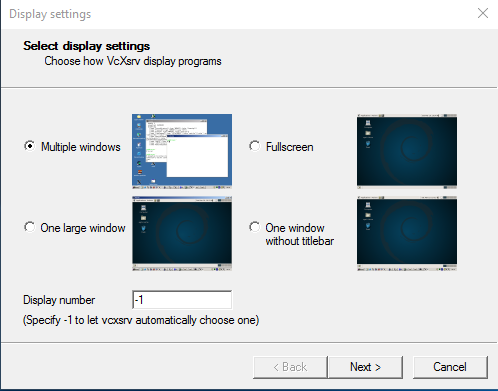 Display settings
Select display settings
Choose how VcXsrv display programs
Multiple windows
Fullscreen
One large window
One window
without titlebar
Display number
-1
(Specify -1 to let vcxsrv automatically choose one)
< Back
Next >
Cancel